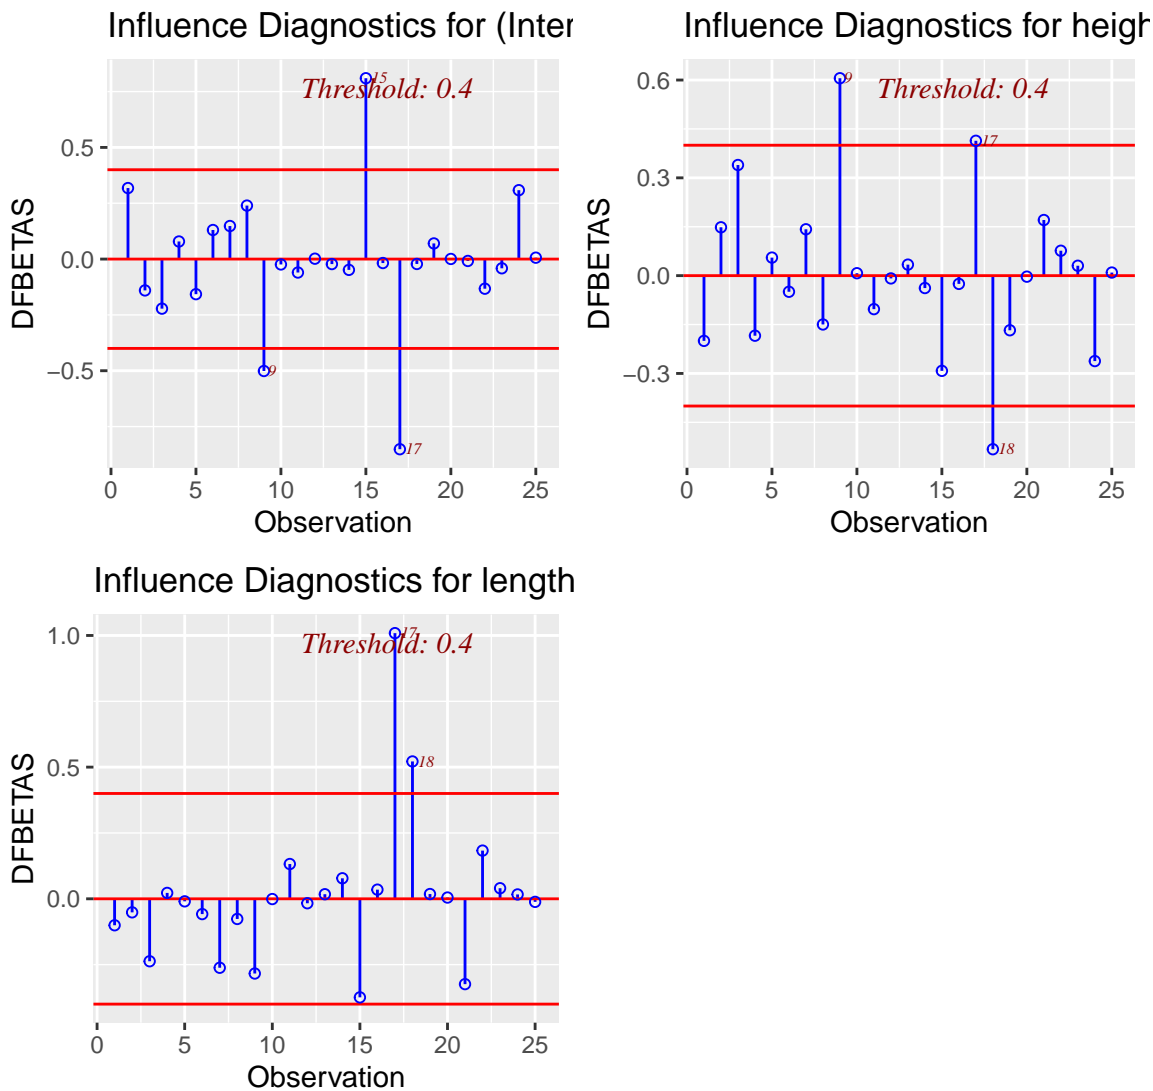 Influence Diagnostics for (Inter
Threshold: 0.4
15
9
17
0.5
0.0
−0.5
DFBETAS
0 5 10 15 20 25
Observation
Influence Diagnostics for heigh
Threshold: 0.4
9
17
18
0.6
0.3
0.0
−0.3
DFBETAS
0 5 10 15 20 25
Observation
Influence Diagnostics for length
Threshold: 0.4
17
18
1.0
0.5
0.0
DFBETAS
0 5 10 15 20 25
Observation